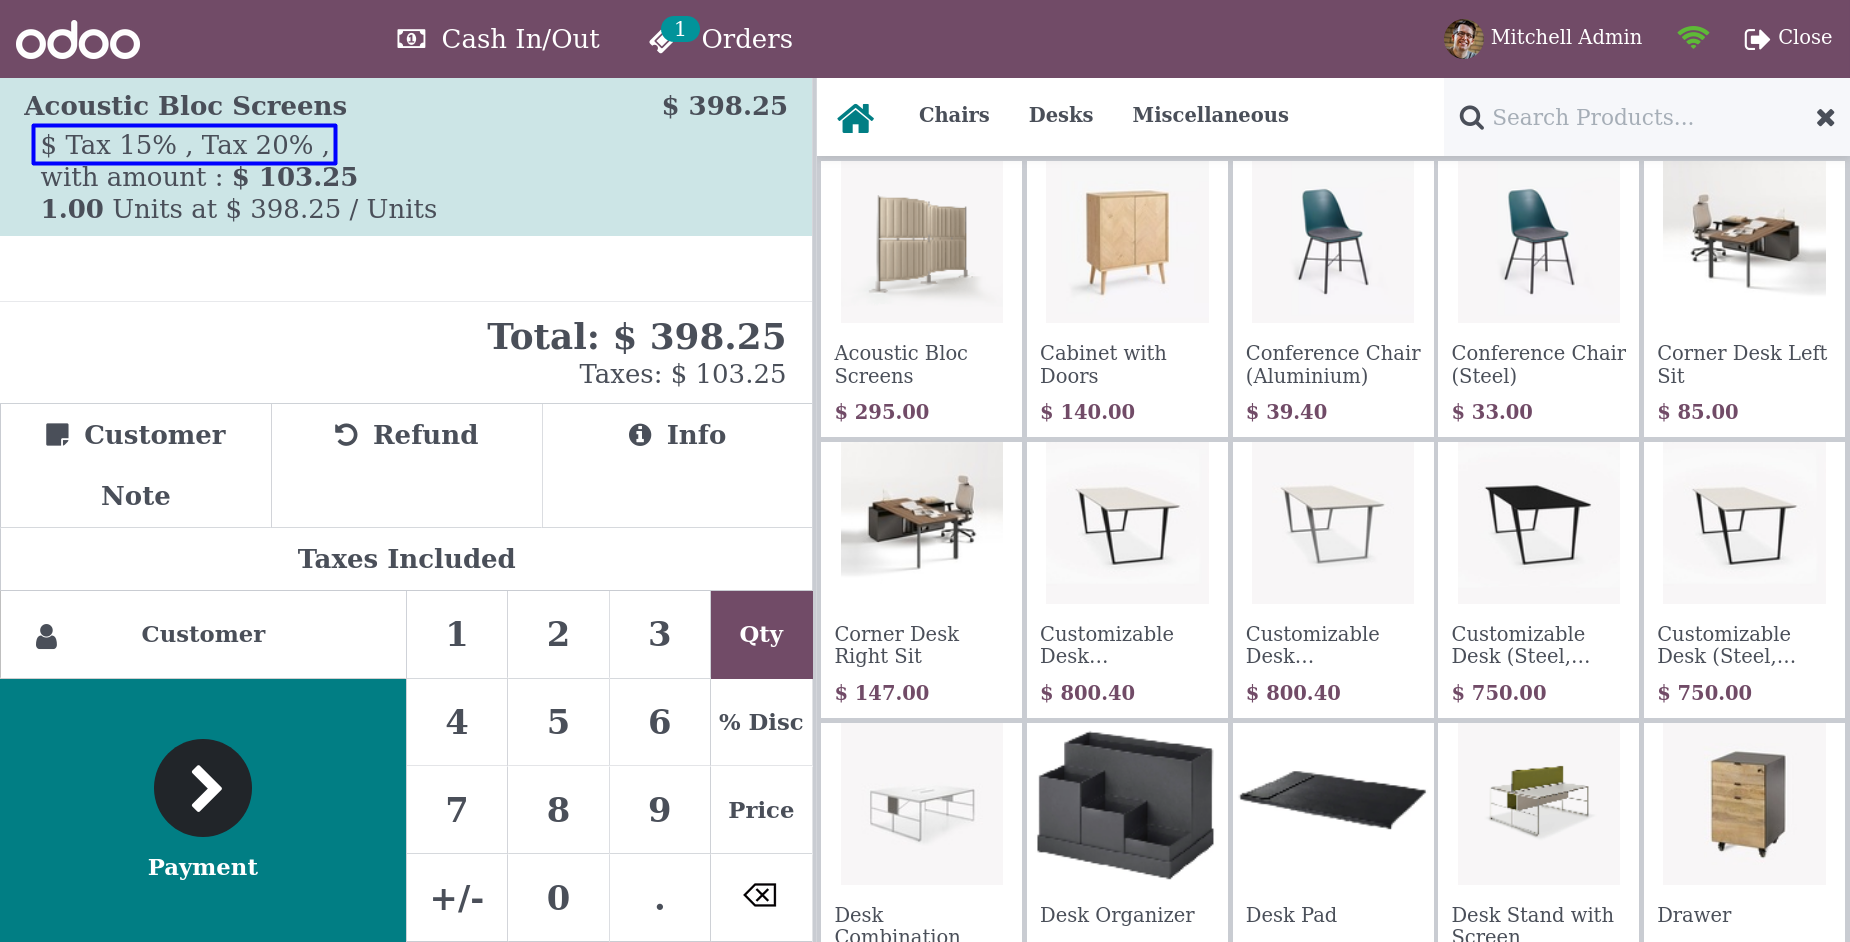 odoo
Cash In/Out
1
Orders
Mitchell Admin
Close
Acoustic Bloc Screens
$ 398.25
$ Tax 15% , Tax 20% ,
with amount : $ 103.25
1.00 Units at $ 398.25 / Units
Total: $ 398.25
Taxes: $ 103.25
Customer
Note
Refund
Info
Taxes Included
Customer
1 2 3 Qty
4 5 6 % Disc
7 8 9 Price
+/- 0 .
Payment
Chairs
Desks
Miscellaneous
Search Products...
Acoustic Bloc
Screens
$ 295.00
Cabinet with
Doors
$ 140.00
Conference Chair
(Aluminium)
$ 39.40
Conference Chair
(Steel)
$ 33.00
Corner Desk Left
Sit
$ 85.00
Corner Desk
Right Sit
$ 147.00
Customizable
Desk...
$ 800.40
Customizable
Desk...
$ 800.40
Customizable
Desk (Steel,...
$ 750.00
Customizable
Desk (Steel,...
$ 750.00
Desk
Combination
Desk Organizer
Desk Pad
Desk Stand with
Screen
Drawer